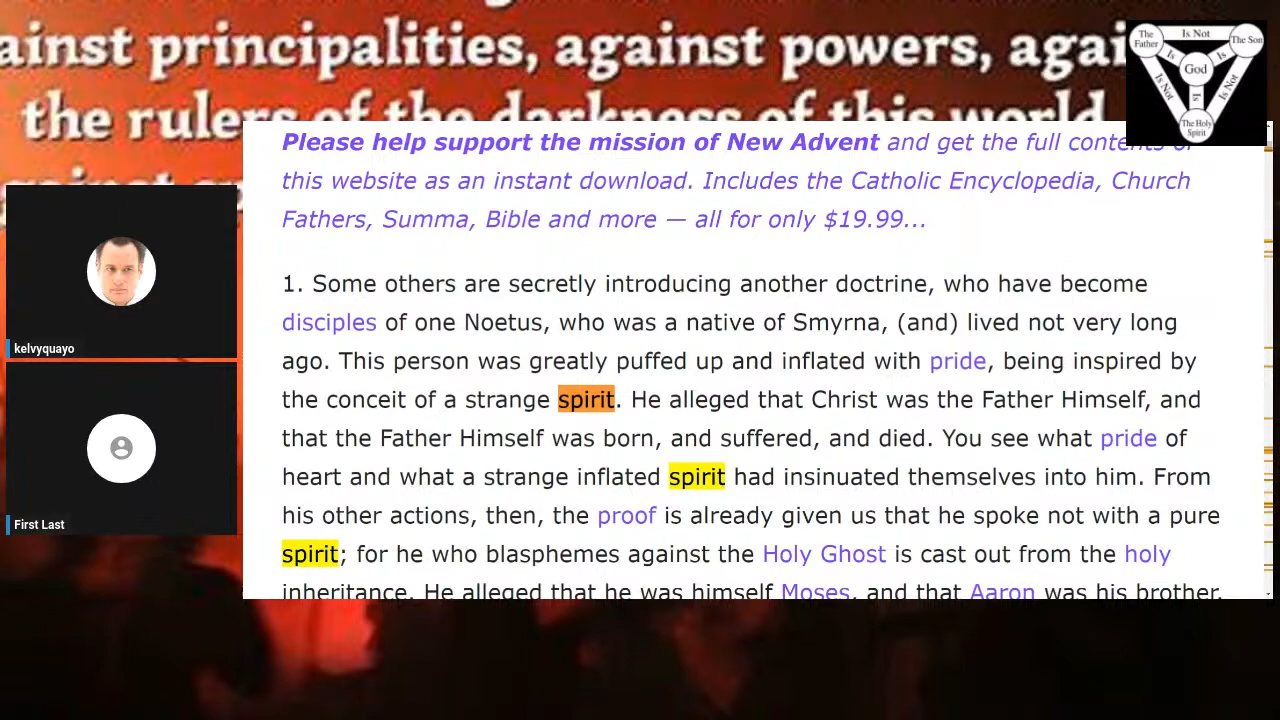 ainst principalities, against powers, agai
the rulers of the darkness of this world
Please help support the mission of New Advent and get the full contents of
this website as an instant download. Includes the Catholic Encyclopedia, Church
Fathers, Summa, Bible and more — all for only $19.99...
1. Some others are secretly introducing another doctrine, who have become
disciples of one Noetus, who was a native of Smyrna, (and) lived not very long
ago. This person was greatly puffed up and inflated with pride, being inspired by
the conceit of a strange spirit. He alleged that Christ was the Father Himself, and
that the Father Himself was born, and suffered, and died. You see what pride of
heart and what a strange inflated spirit had insinuated themselves into him. From
his other actions, then, the proof is already given us that he spoke not with a pure
spirit; for he who blasphemes against the Holy Ghost is cast out from the holy
inheritance. He alleged that he was himself Moses, and that Aaron was his brother.
kelvyquayo
First Last
The Father
Is Not
The Son
Is
God
Is
Is Not
Is
Is Not
The Holy Spirit